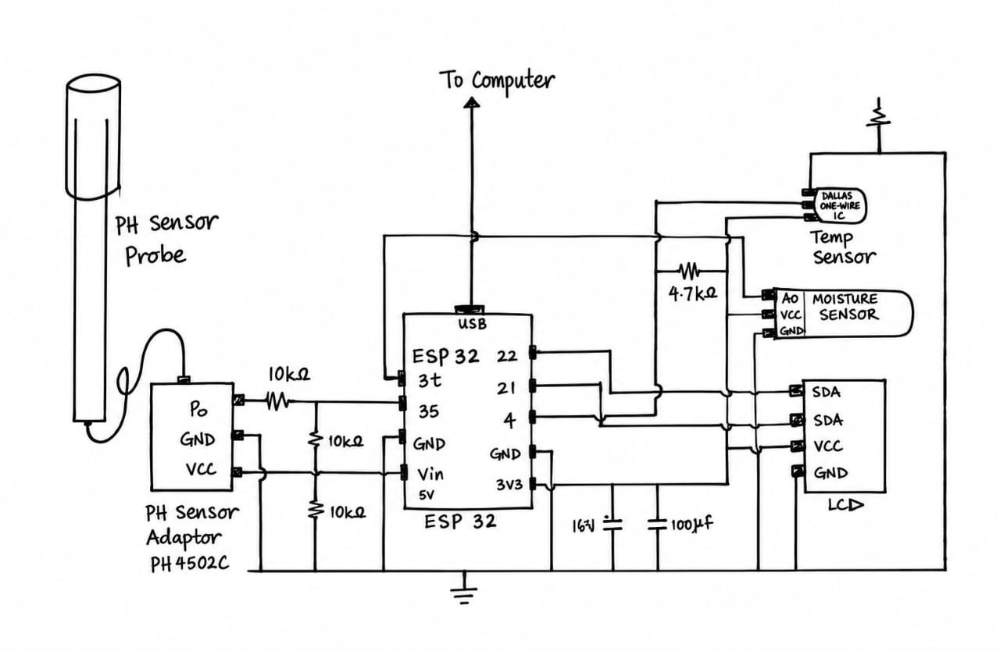 To Computer
PH Sensor
Probe
DALLAS
ONE-WIRE
IC
Temp
Sensor
4.7kΩ
AO
VCC
GND
MOISTURE
SENSOR
USB
ESP 32
3t
35
GND
Vin
5V
22
21
4
GND
3V3
ESP 32
10kΩ
10kΩ
10kΩ
Po
GND
VCC
PH Sensor
Adaptor
PH 4502C
SDA
SDA
VCC
GND
LCD
100µf